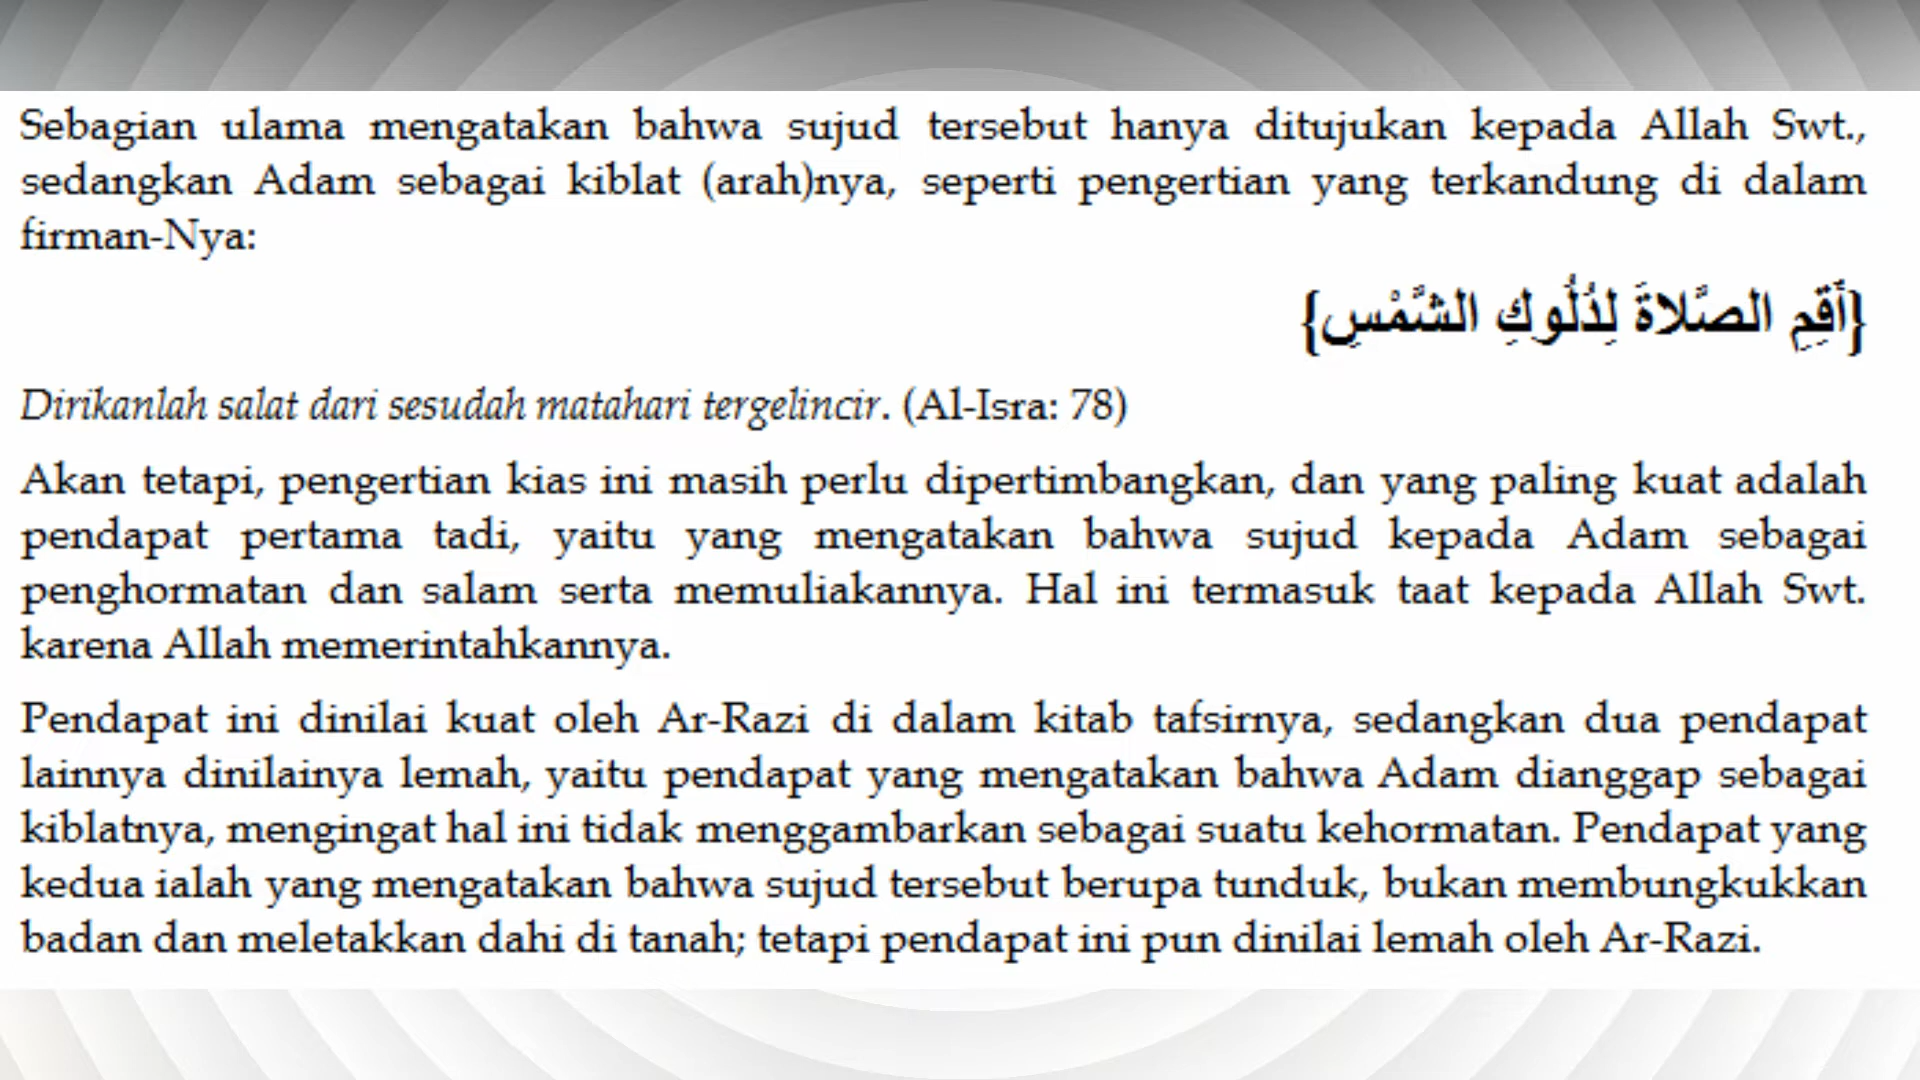 Sebagian ulama mengatakan bahwa sujud tersebut hanya ditujukan kepada Allah Swt.,
sedangkan Adam sebagai kiblat (arah)nya, seperti pengertian yang terkandung di dalam
firman-Nya:
{أَقِمِ الصَّلاةَ لِدُلُوكِ الشَّمْسِ}
Dirikanlah salat dari sesudah matahari tergelincir. (Al-Isra: 78)
Akan tetapi, pengertian kias ini masih perlu dipertimbangkan, dan yang paling kuat adalah
pendapat pertama tadi, yaitu yang mengatakan bahwa sujud kepada Adam sebagai
penghormatan dan salam serta memuliakannya. Hal ini termasuk taat kepada Allah Swt.
karena Allah memerintahkannya.
Pendapat ini dinilai kuat oleh Ar-Razi di dalam kitab tafsirnya, sedangkan dua pendapat
lainnya dinilainya lemah, yaitu pendapat yang mengatakan bahwa Adam dianggap sebagai
kiblatnya, mengingat hal ini tidak menggambarkan sebagai suatu kehormatan. Pendapat yang
kedua ialah yang mengatakan bahwa sujud tersebut berupa tunduk, bukan membungkukkan
badan dan meletakkan dahi di tanah; tetapi pendapat ini pun dinilai lemah oleh Ar-Razi.